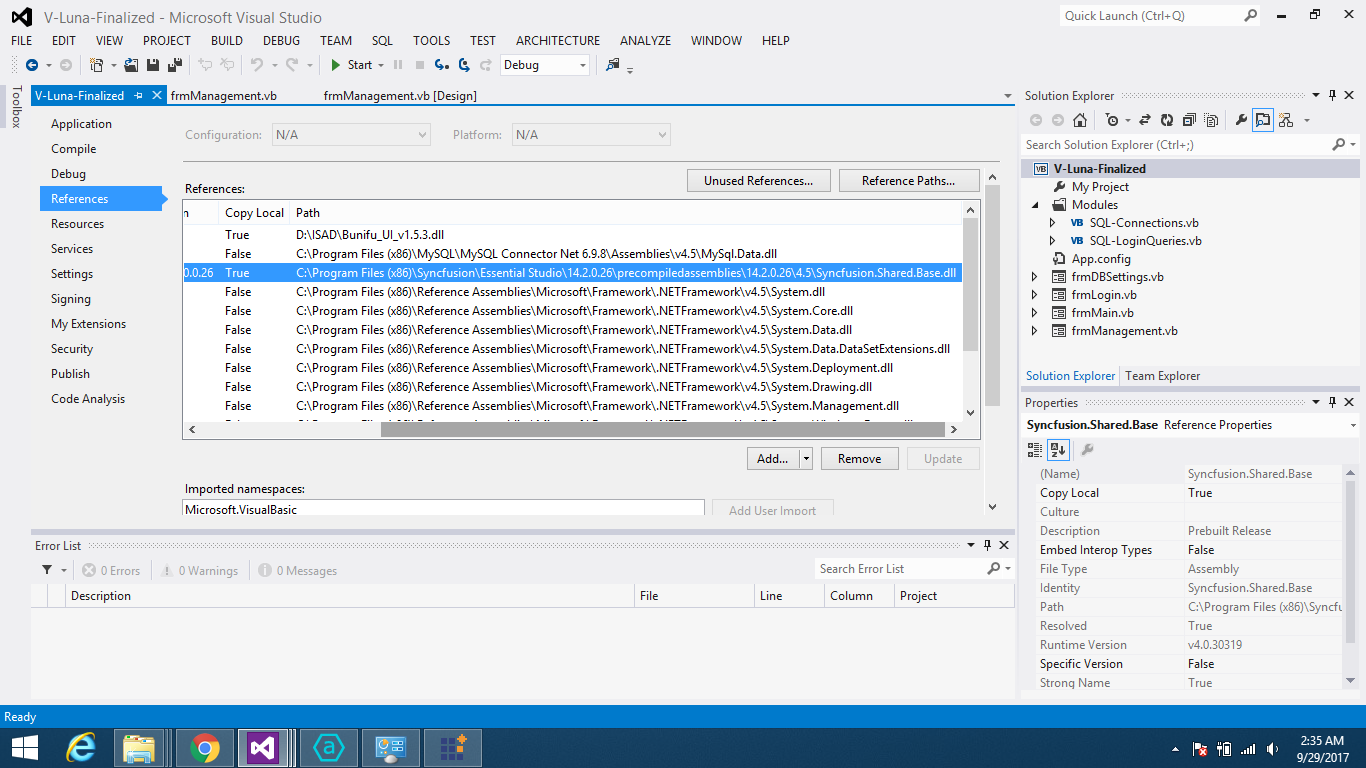 V-Luna-Finalized - Microsoft Visual Studio
Quick Launch (Ctrl+Q)
FILE EDIT VIEW PROJECT BUILD DEBUG TEAM SQL TOOLS TEST ARCHITECTURE ANALYZE WINDOW HELP
Start Debug
Toolbox
V-Luna-Finalized frmManagement.vb frmManagement.vb [Design]
Application
Compile
Debug
References
Resources
Services
Settings
Signing
My Extensions
Security
Publish
Code Analysis
Configuration: N/A Platform: N/A
Unused References... Reference Paths...
References:
n Copy Local Path
True D:\ISAD\Bunifu_UI_v1.5.3.dll
False C:\Program Files (x86)\MySQL\MySQL Connector Net 6.9.8\Assemblies\v4.5\MySql.Data.dll
0.0.26 True C:\Program Files (x86)\Syncfusion\Essential Studio\14.2.0.26\precompiledassemblies\14.2.0.26\4.5\Syncfusion.Shared.Base.dll
False C:\Program Files (x86)\Reference Assemblies\Microsoft\Framework\.NETFramework\v4.5\System.dll
False C:\Program Files (x86)\Reference Assemblies\Microsoft\Framework\.NETFramework\v4.5\System.Core.dll
False C:\Program Files (x86)\Reference Assemblies\Microsoft\Framework\.NETFramework\v4.5\System.Data.dll
False C:\Program Files (x86)\Reference Assemblies\Microsoft\Framework\.NETFramework\v4.5\System.Data.DataSetExtensions.dll
False C:\Program Files (x86)\Reference Assemblies\Microsoft\Framework\.NETFramework\v4.5\System.Deployment.dll
False C:\Program Files (x86)\Reference Assemblies\Microsoft\Framework\.NETFramework\v4.5\System.Drawing.dll
False C:\Program Files (x86)\Reference Assemblies\Microsoft\Framework\.NETFramework\v4.5\System.Management.dll
Add... Remove Update
Imported namespaces:
Microsoft.VisualBasic Add User Import
Error List
0 Errors 0 Warnings 0 Messages Search Error List
Description File Line Column Project
Solution Explorer
Search Solution Explorer (Ctrl+;)
VB V-Luna-Finalized
My Project
Modules
VB SQL-Connections.vb
VB SQL-LoginQueries.vb
App.config
frmDBSettings.vb
frmLogin.vb
frmMain.vb
frmManagement.vb
Solution Explorer Team Explorer
Properties
Syncfusion.Shared.Base Reference Properties
(Name) Syncfusion.Shared.Base
Copy Local True
Culture
Description Prebuilt Release
Embed Interop Types False
File Type Assembly
Identity Syncfusion.Shared.Base
Path C:\Program Files (x86)\Syncfu
Resolved True
Runtime Version v4.0.30319
Specific Version False
Strong Name True
Ready
2:35 AM
9/29/2017